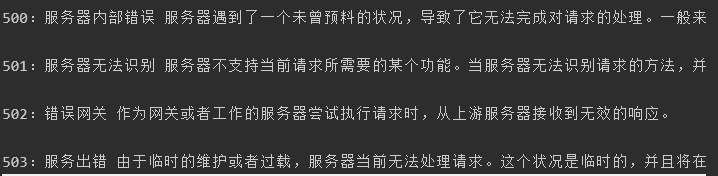 500: 服务器内部错误 服务器遇到了一个未曾预料的状况，导致了它无法完成对请求的处理。一般来
501: 服务器无法识别 服务器不支持当前请求所需要的某个功能。当服务器无法识别请求的方法，并
502: 错误网关 作为网关或者工作的服务器尝试执行请求时，从上游服务器接收到无效的响应。
503: 服务出错 由于临时的维护或者过载，服务器当前无法处理请求。这个状况是临时的，并且将在